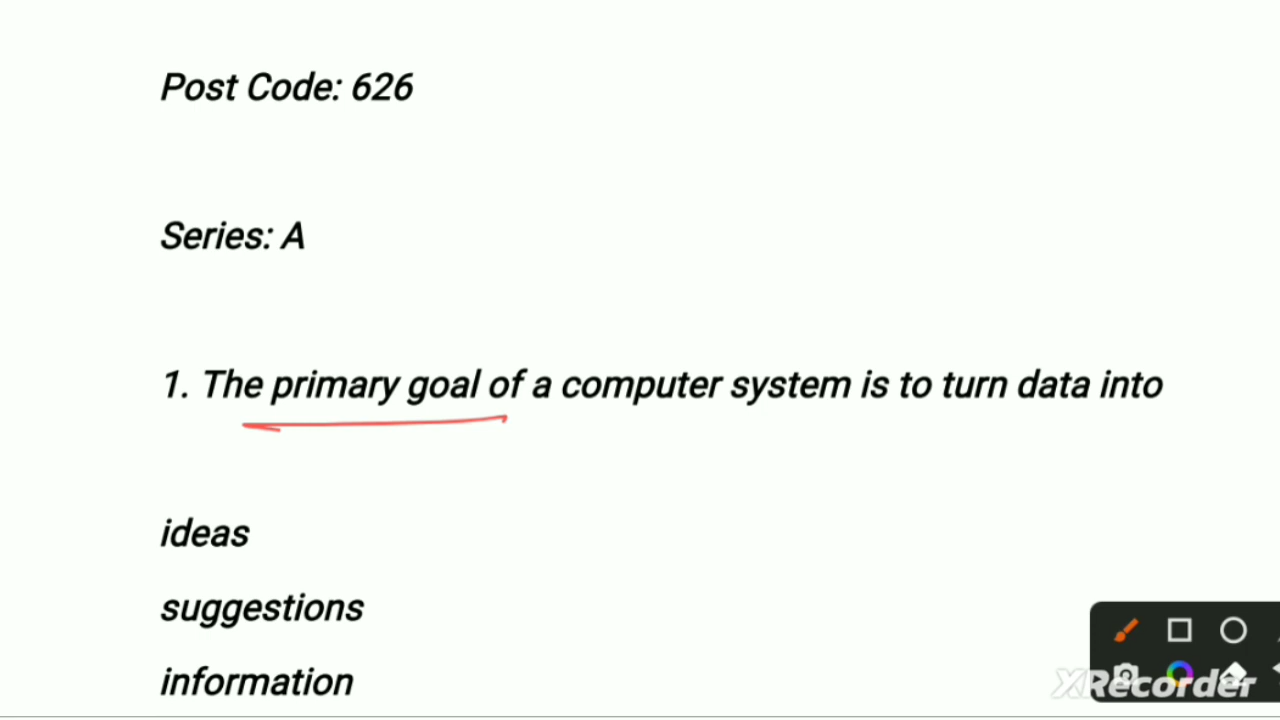 Post Code: 626
Series: A
1. The primary goal of a computer system is to turn data into
ideas
suggestions
information
XRecorder